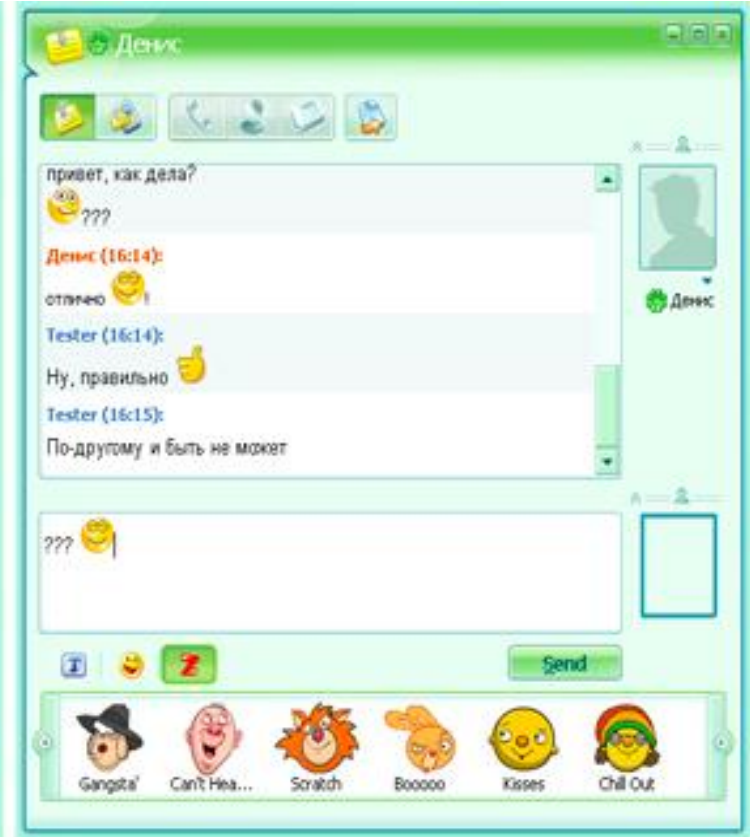 Денис
привет, как дела?
???
Денис (16:14):
отлично !
Денис
Tester (16:14):
Ну, правильно
Tester (16:15):
По-другому и быть не может
???
Send
Gangsta'
Can't Hea...
Scratch
Booooo
Kisses
Chill Out